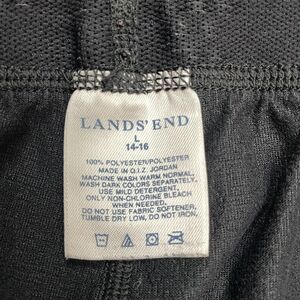 LANDS' END
L
14-16
100% POLYESTER/POLYESTER
MADE IN Q.I.Z. JORDAN
MACHINE WASH WARM NORMAL,
WASH DARK COLORS SEPARATELY,
USE MILD DETERGENT,
ONLY NON-CHLORINE BLEACH
WHEN NEEDED,
DO NOT USE FABRIC SOFTENER,
TUMBLE DRY LOW, DO NOT IRON,